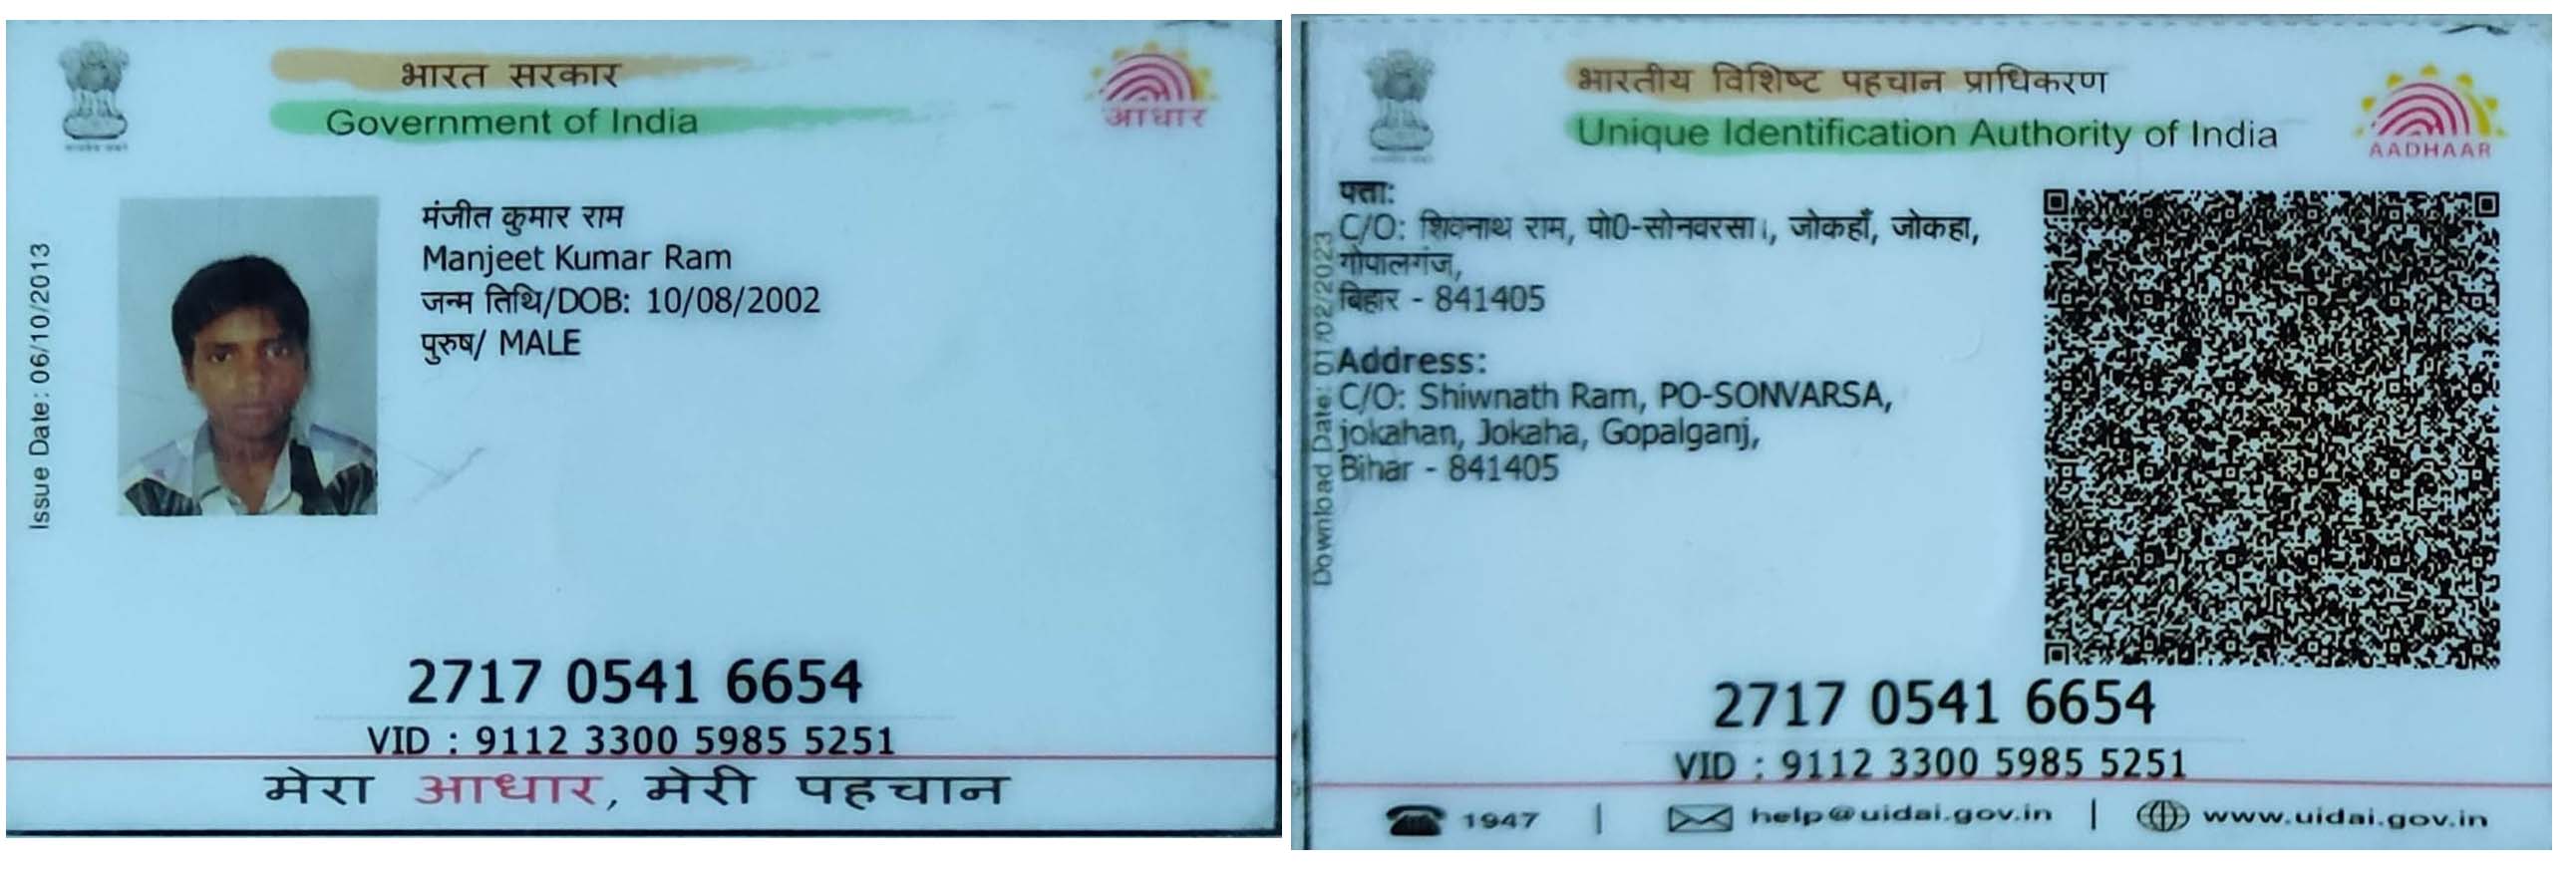 भारत सरकार
Government of India
आधार
Issue Date: 06/10/2013
मंजीत कुमार राम
Manjeet Kumar Ram
जन्म तिथि/DOB: 10/08/2002
पुरुष/ MALE
2717 0541 6654
VID : 9112 3300 5985 5251
मेरा आधार, मेरी पहचान
भारतीय विशिष्ट पहचान प्राधिकरण
Unique Identification Authority of India
AADHAAR
Download Date: 01/02/2023
पता:
C/O: शिवनाथ राम, पो0-सोनवरसा।, जोकहाँ, जोकहा,
गोपालगंज,
बिहार - 841405
Address:
C/O: Shiwnath Ram, PO-SONVARSA,
jokahan, Jokaha, Gopalganj,
Bihar - 841405
2717 0541 6654
VID : 9112 3300 5985 5251
1947 | help@uidai.gov.in | www.uidai.gov.in